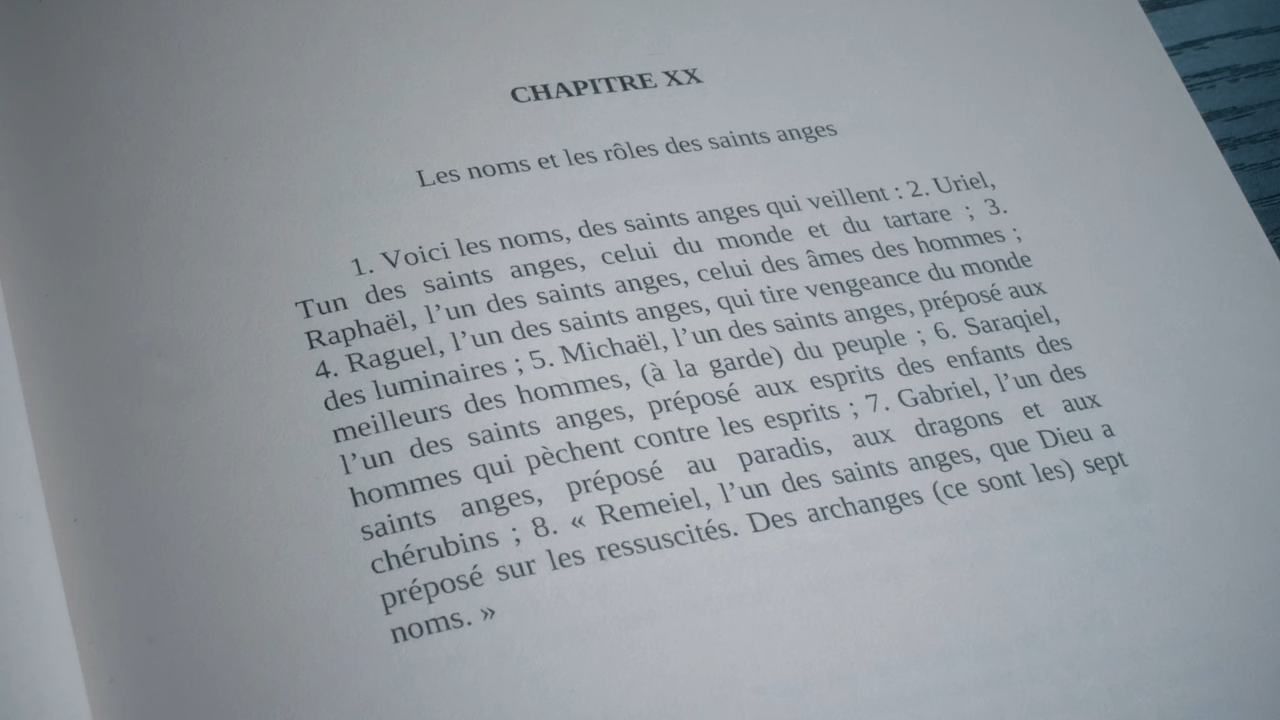 CHAPITRE XX
Les noms et les rôles des saints anges
1. Voici les noms, des saints anges qui veillent : 2. Uriel,
Tun des saints anges, celui du monde et du tartare ; 3.
Raphaël, l’un des saints anges, celui des âmes des hommes ;
4. Raguel, l’un des saints anges, qui tire vengeance du monde
des luminaires ; 5. Michaël, l’un des saints anges, préposé aux
meilleurs des hommes, (à la garde) du peuple ; 6. Saraqiel,
l’un des saints anges, préposé aux esprits des enfants des
hommes qui pèchent contre les esprits ; 7. Gabriel, l’un des
saints anges, préposé au paradis, aux dragons et aux
chérubins ; 8. « Remeiel, l’un des saints anges, que Dieu a
préposé sur les ressuscités. Des archanges (ce sont les) sept
noms. »